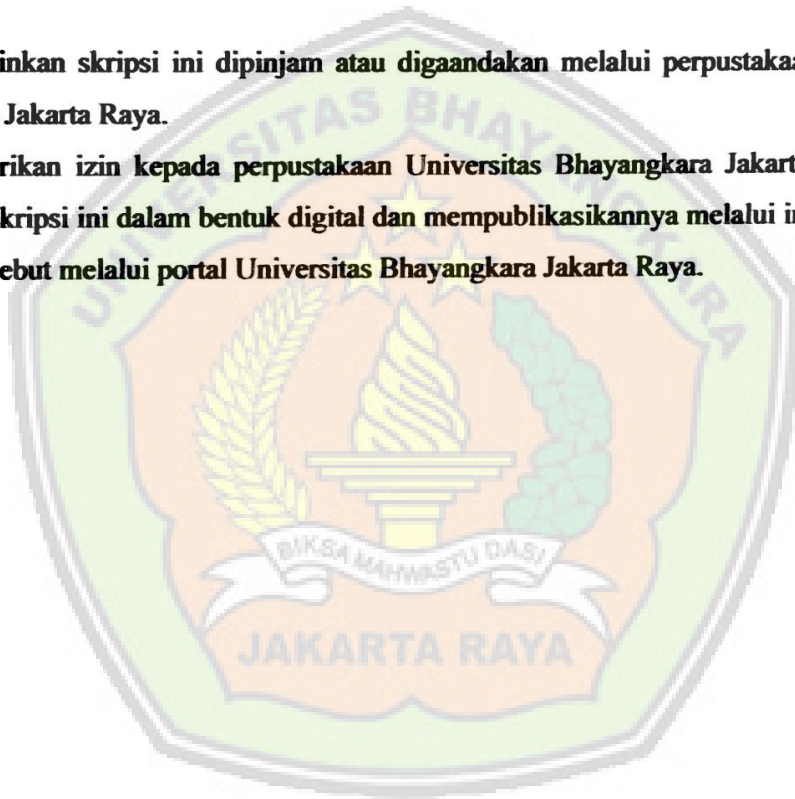 inkan skripsi ini dipinjam atau digaandakan melalui perpustakaa
Jakarta Raya.
rikan izin kepada perpustakaan Universitas Bhayangkara Jakart
kripsi ini dalam bentuk digital dan mempublikasikannya melalui in
ebut melalui portal Universitas Bhayangkara Jakarta Raya.
UNIVERSITAS BHAYANGKARA
BIKSA MAHWASTU DASI
JAKARTA RAYA